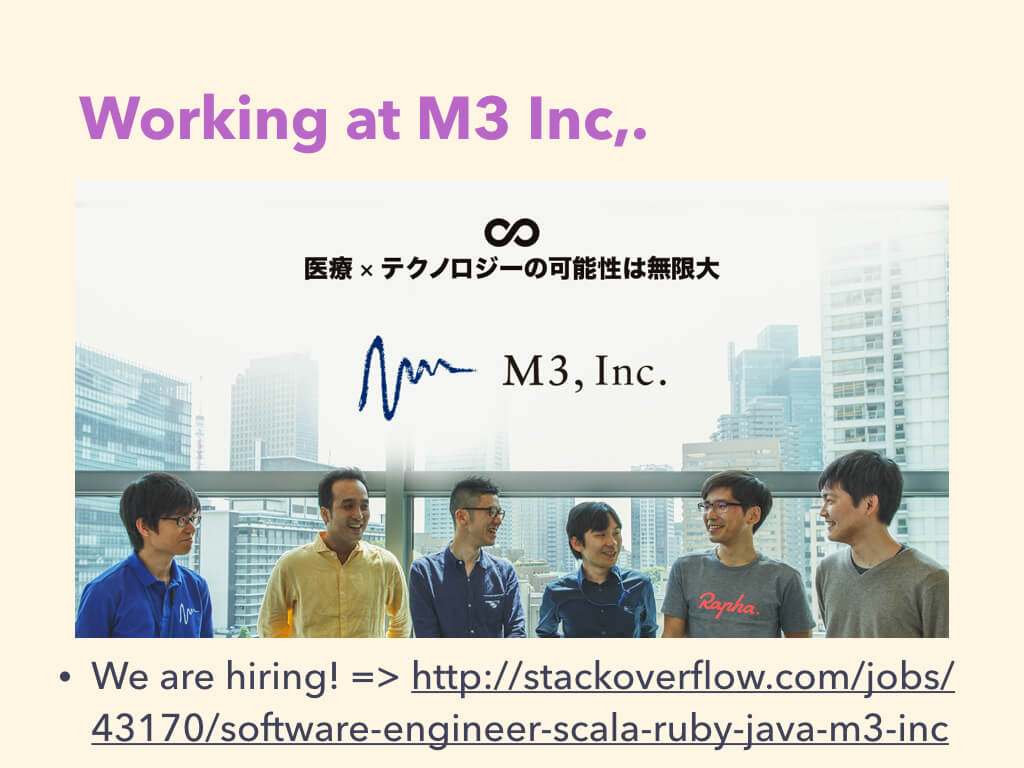 Working at M3 Inc,.
医療 × テクノロジーの可能性は無限大
M3, Inc.
Rapha.
• We are hiring! => http://stackoverflow.com/jobs/
43170/software-engineer-scala-ruby-java-m3-inc